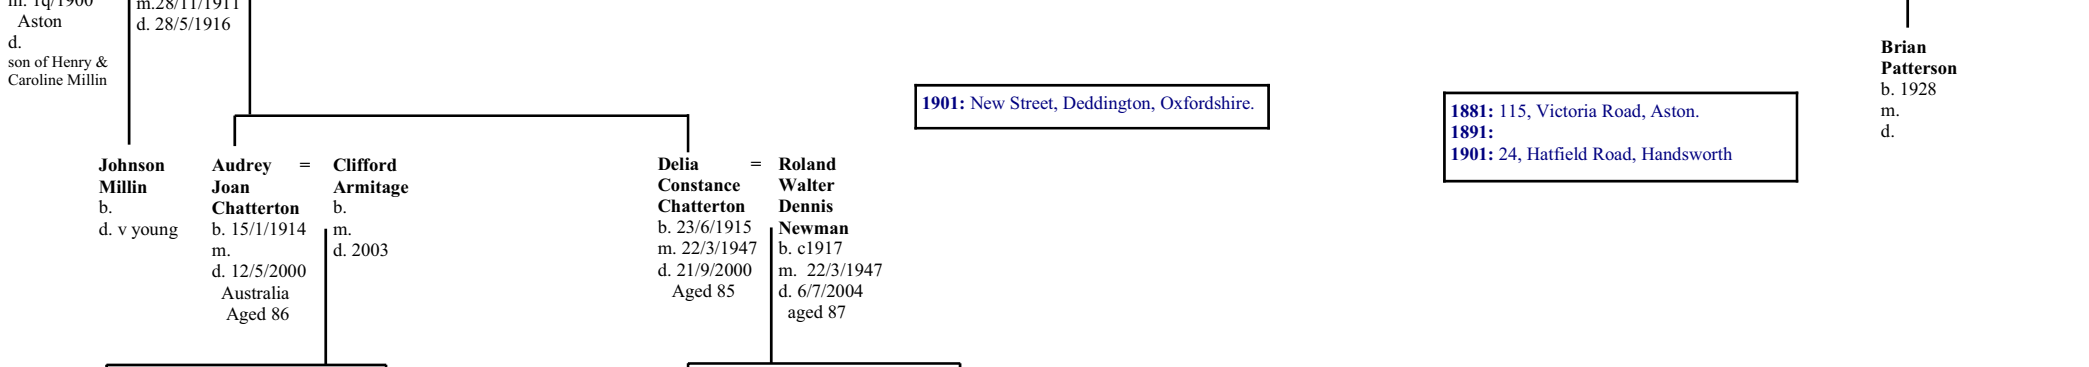 m. 1q/1900
Aston
d.
son of Henry &
Caroline Millin
m.28/11/1911
d. 28/5/1916
Brian
Patterson
b. 1928
m.
d.
1901: New Street, Deddington, Oxfordshire.
1881: 115, Victoria Road, Aston.
1891:
1901: 24, Hatfield Road, Handsworth
Johnson
Millin
b.
d. v young
Audrey =
Joan
Chatterton
b. 15/1/1914
m.
d. 12/5/2000
Australia
Aged 86
Clifford
Armitage
b.
m.
d. 2003
Delia =
Constance
Chatterton
b. 23/6/1915
m. 22/3/1947
d. 21/9/2000
Aged 85
Roland
Walter
Dennis
Newman
b. c1917
m. 22/3/1947
d. 6/7/2004
aged 87